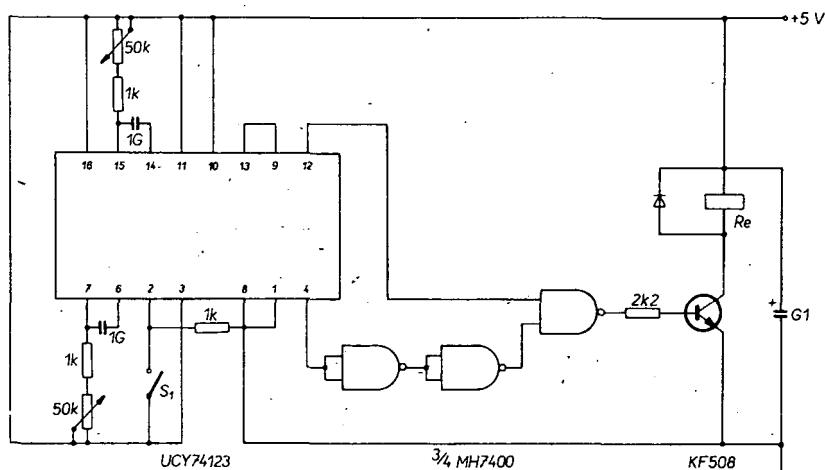 +5 V
50k
1k
1G
16 15 14 11 10 13 9 12
Re
7 6 2 3 8 1 4
1G
1k
2k2
+
G1
1k
50k
S1
UCY74123
3/4 MH7400
KF508